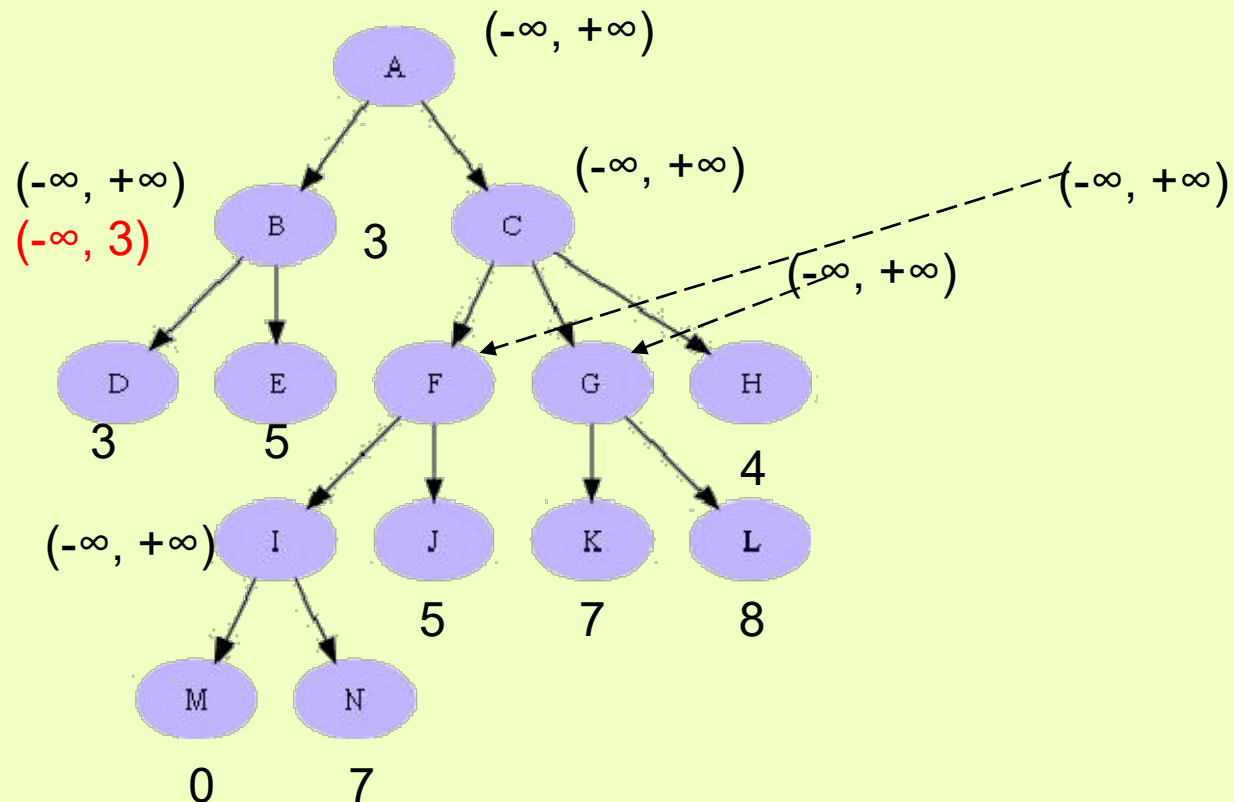 (-∞, +∞)
A
(-∞, +∞)
(-∞, +∞)
(-∞, +∞)
(-∞, 3)
B
3
C
(-∞, +∞)
D
E
F
G
H
3
5
4
(-∞, +∞)
I
J
K
L
5
7
8
M
N
0
7